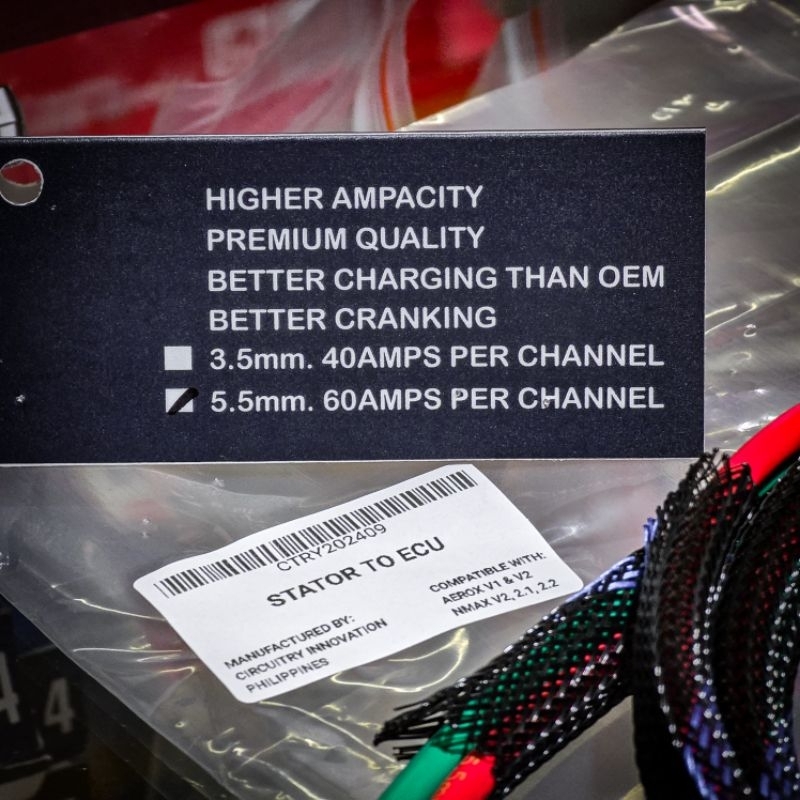 HIGHER AMPACITY
PREMIUM QUALITY
BETTER CHARGING THAN OEM
BETTER CRANKING
3.5mm. 40AMPS PER CHANNEL
5.5mm. 60AMPS PER CHANNEL
CTRY202409
STATOR TO ECU
MANUFACTURED BY:
CIRCUITRY INNOVATION
PHILIPPINES
COMPATIBLE WITH:
AEROX V1 & V2
NMAX V2, 2.1, 2.2
4
4